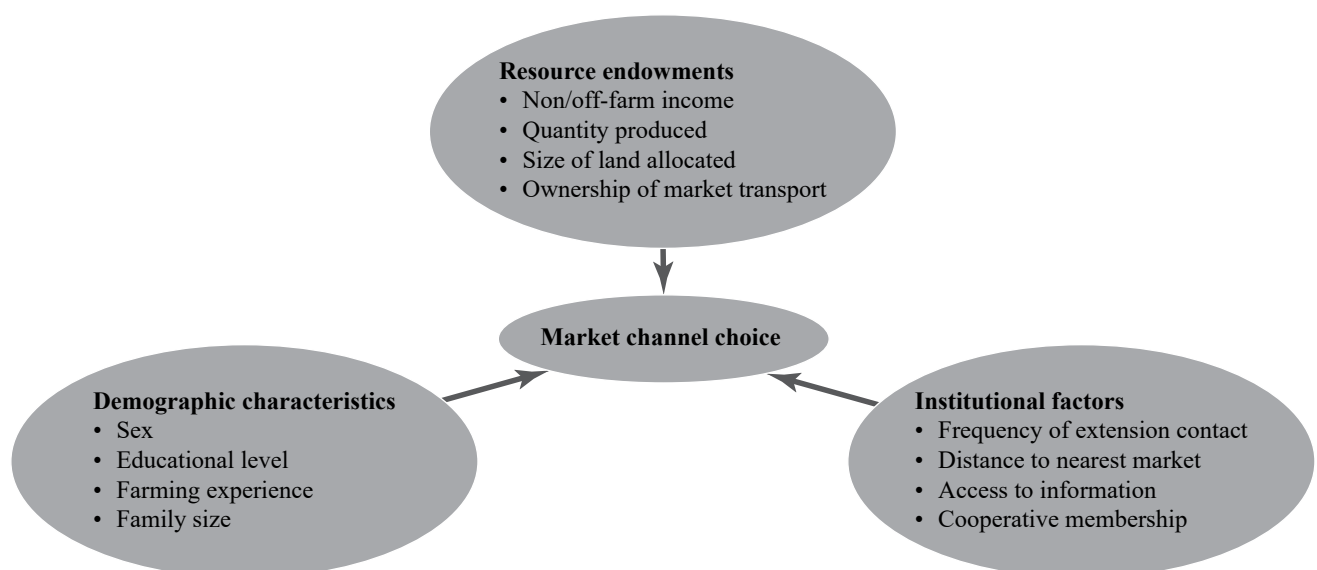 Resource endowments
• Non/off-farm income
• Quantity produced
• Size of land allocated
• Ownership of market transport
Market channel choice
Demographic characteristics
• Sex
• Educational level
• Farming experience
• Family size
Institutional factors
• Frequency of extension contact
• Distance to nearest market
• Access to information
• Cooperative membership